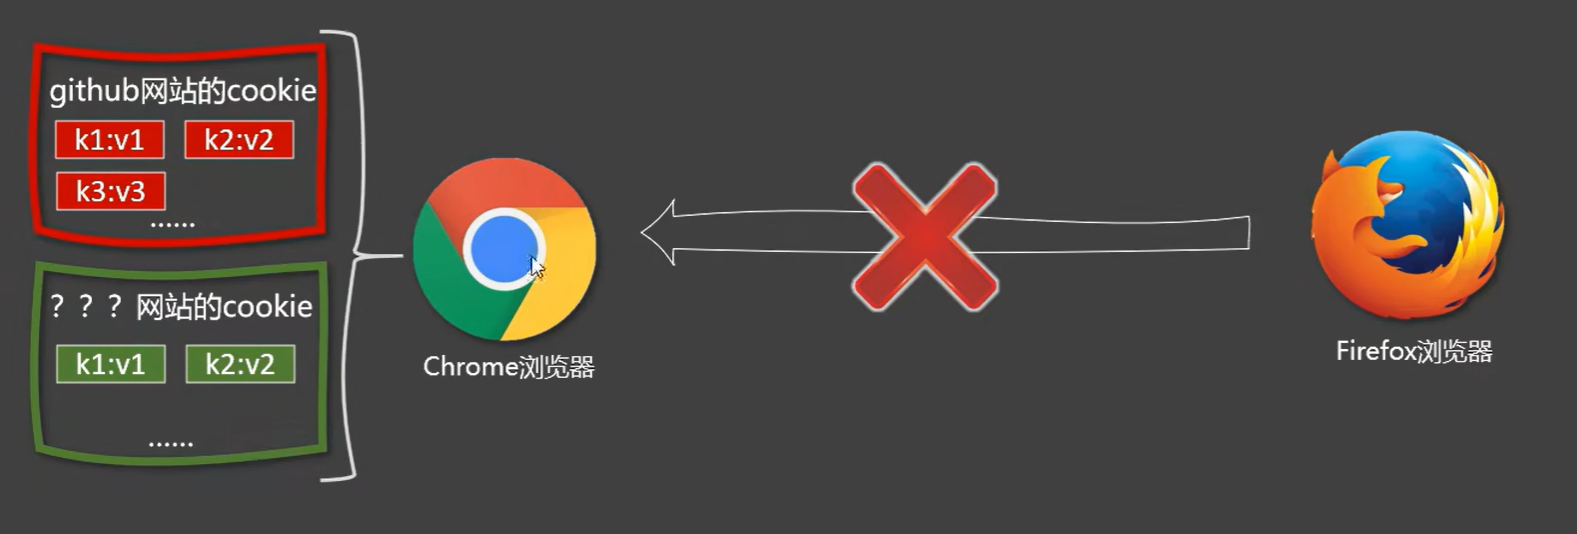 github网站的cookie
k1:v1 k2:v2
k3:v3
......
？？？网站的cookie
k1:v1 k2:v2
......
Chrome浏览器
Firefox浏览器